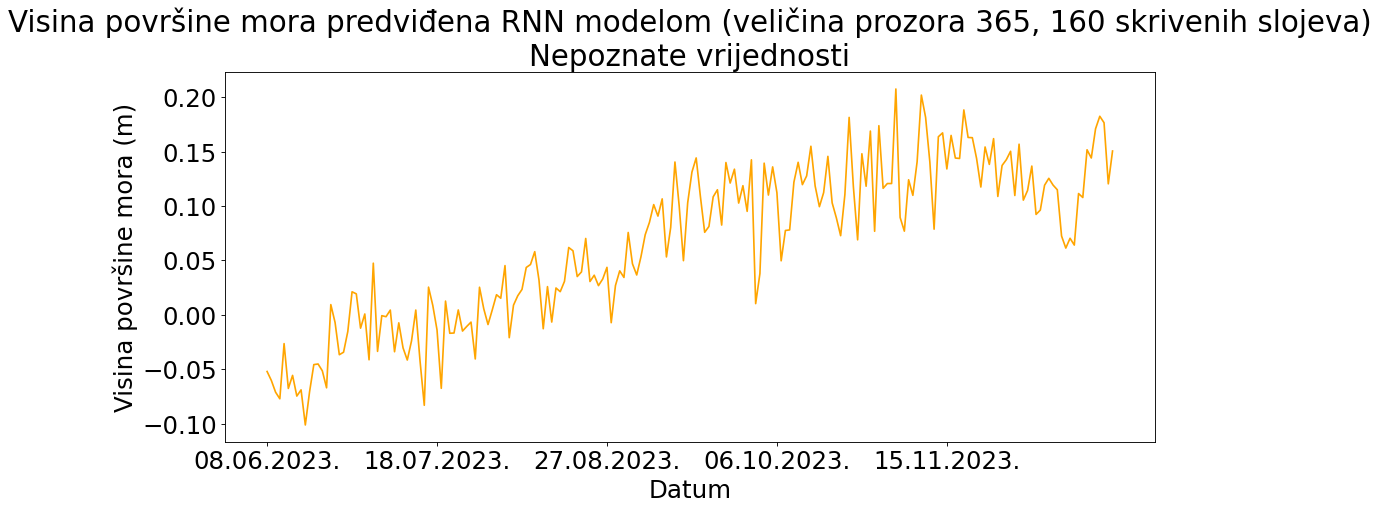 Visina površine mora predviđena RNN modelom (veličina prozora 365, 160 skrivenih slojeva)
Nepoznate vrijednosti
Visina površine mora (m)
0.20
0.15
0.10
0.05
0.00
−0.05
−0.10
08.06.2023. 18.07.2023. 27.08.2023. 06.10.2023. 15.11.2023.
Datum